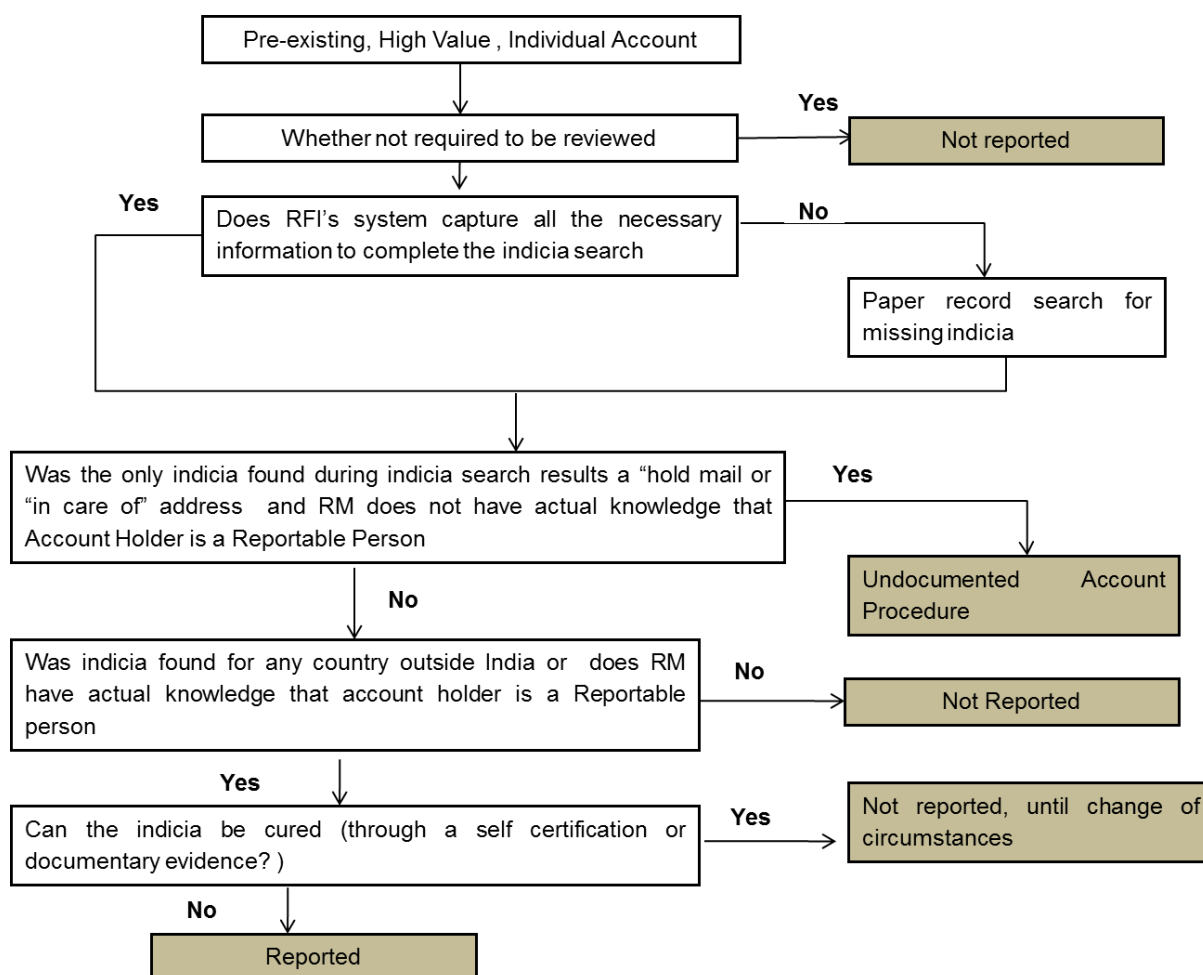 Pre-existing, High Value , Individual Account
Yes
Whether not required to be reviewed
Not reported
Yes
No
Does RFI’s system capture all the necessary
information to complete the indicia search
Paper record search for
missing indicia
Was the only indicia found during indicia search results a “hold mail or
“in care of” address and RM does not have actual knowledge that
Account Holder is a Reportable Person
Yes
Undocumented Account
Procedure
No
Was indicia found for any country outside India or does RM
have actual knowledge that account holder is a Reportable
person
No
Not Reported
Yes
Can the indicia be cured (through a self certification or
documentary evidence? )
Yes
Not reported, until change of
circumstances
No
Reported